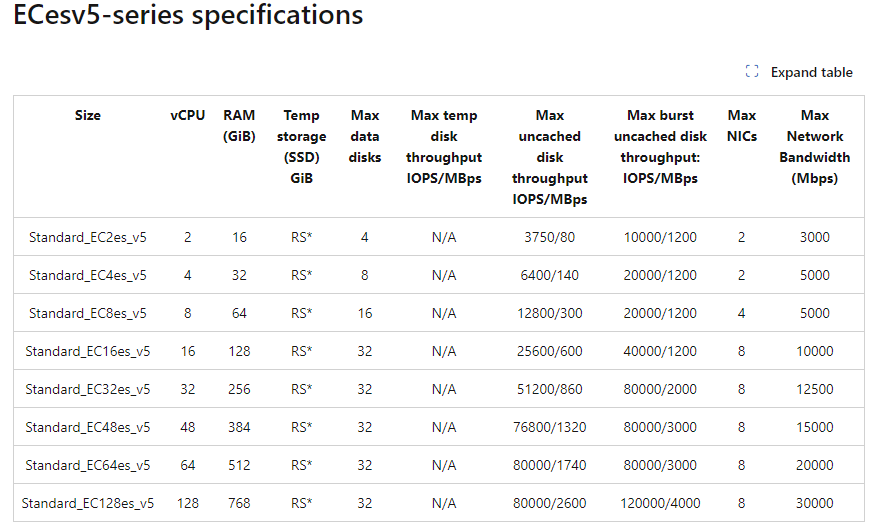 ECesv5-series specifications
Expand table
Size vCPU RAM (GiB) Temp storage (SSD) GiB Max data disks Max temp disk throughput IOPS/MBps Max uncached disk throughput IOPS/MBps Max burst uncached disk throughput: IOPS/MBps Max NICs Max Network Bandwidth (Mbps)
Standard_EC2es_v5 2 16 RS* 4 N/A 3750/80 10000/1200 2 3000
Standard_EC4es_v5 4 32 RS* 8 N/A 6400/140 20000/1200 2 5000
Standard_EC8es_v5 8 64 RS* 16 N/A 12800/300 20000/1200 4 5000
Standard_EC16es_v5 16 128 RS* 32 N/A 25600/600 40000/1200 8 10000
Standard_EC32es_v5 32 256 RS* 32 N/A 51200/860 80000/2000 8 12500
Standard_EC48es_v5 48 384 RS* 32 N/A 76800/1320 80000/3000 8 15000
Standard_EC64es_v5 64 512 RS* 32 N/A 80000/1740 80000/3000 8 20000
Standard_EC128es_v5 128 768 RS* 32 N/A 80000/2600 120000/4000 8 30000